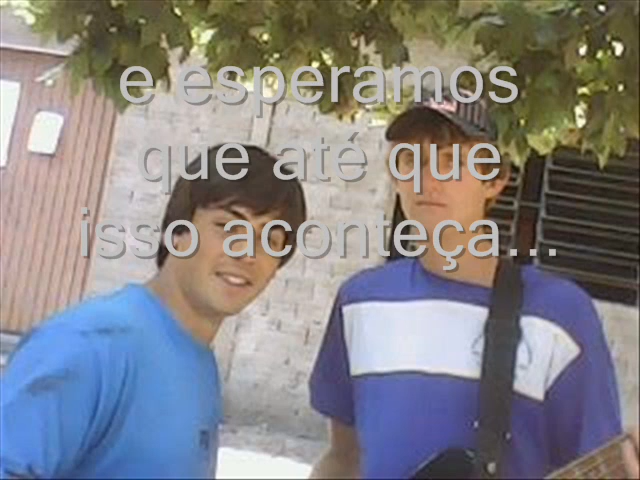 e esperamos
que até que
isso aconteça...